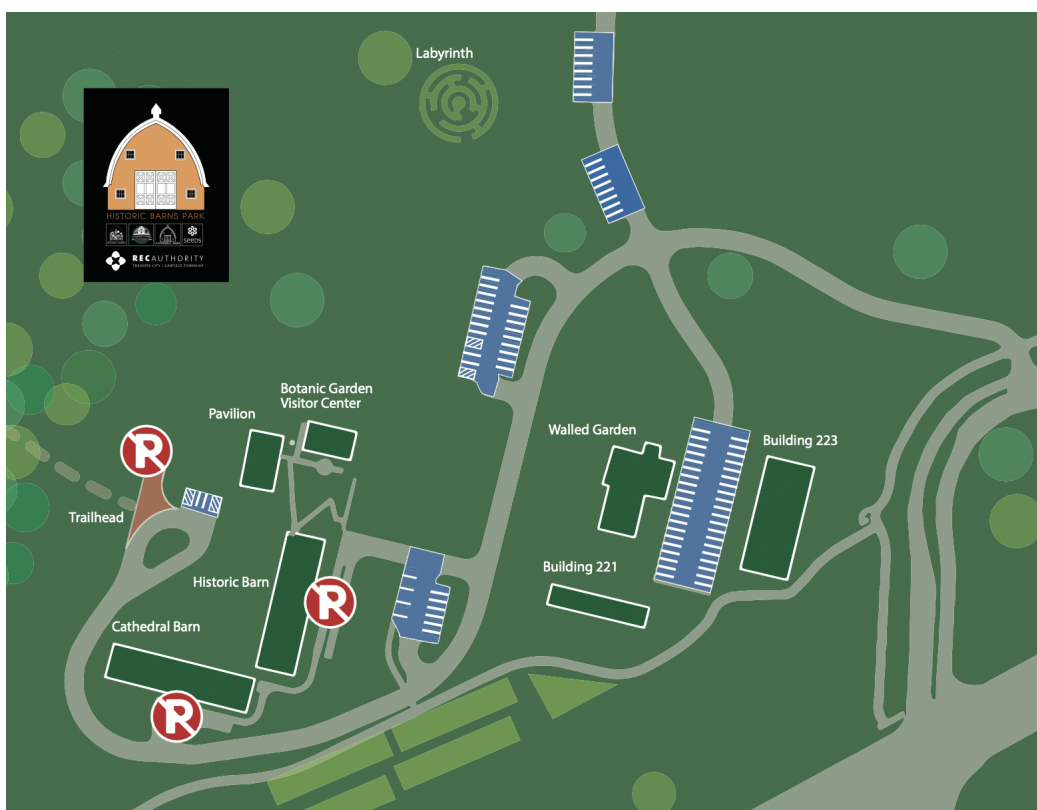 Labyrinth
HISTORIC BARNS PARK
seeds
RECAUTHORITY
TRAVERSE CITY | GARFIELD TOWNSHIP
Botanic Garden
Visitor Center
Pavilion
Walled Garden
Building 223
Trailhead
Building 221
Historic Barn
Cathedral Barn
P
P
P